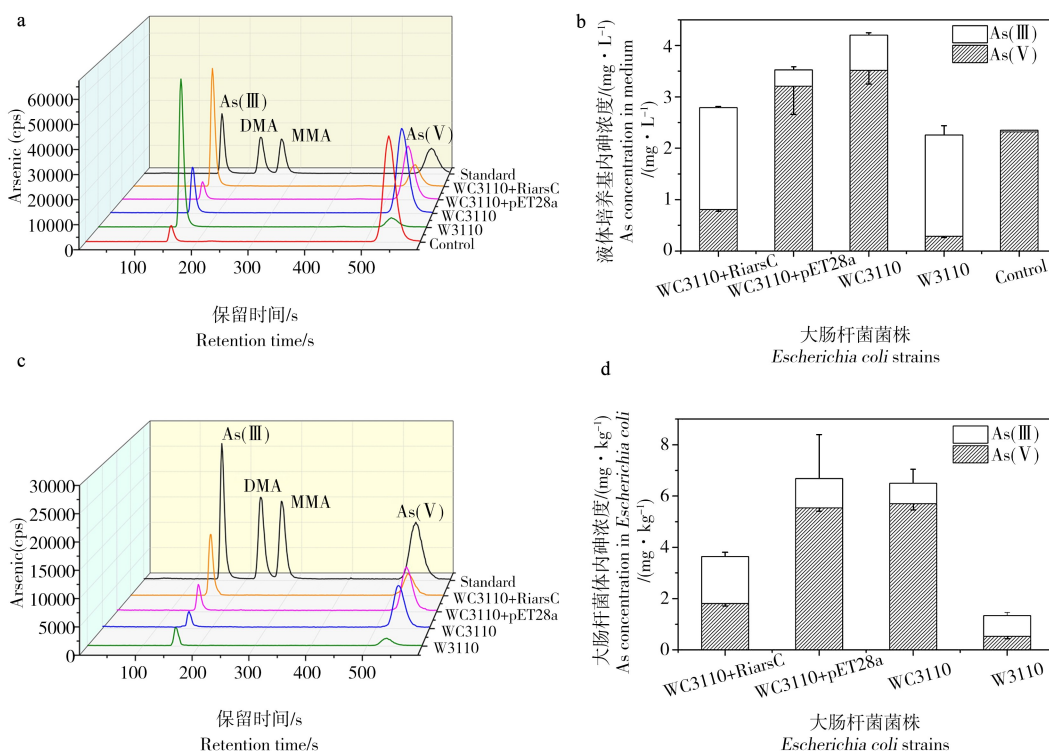 a
Arsenic (cps)
60000
50000
40000
30000
20000
10000
0
As(Ⅲ)
DMA
MMA
As(Ⅴ)
Standard
WC3110+RiarsC
WC3110+pET28a
WC3110
W3110
Control
100 200 300 400 500
保留时间/s
Retention time/s
b
液体培养基内砷浓度/(mg·L⁻¹)
As concentration in medium
/(mg·L⁻¹)
4
2
0
As(Ⅲ)
As(Ⅴ)
WC3110+RiarsC
WC3110+pET28a
WC3110
W3110
Control
大肠杆菌菌株
Escherichia coli strains
c
Arsenic(cps)
30000
25000
20000
15000
10000
5000
0
As(Ⅲ)
DMA
MMA
As(Ⅴ)
Standard
WC3110+RiarsC
WC3110+pET28a
WC3110
W3110
100 200 300 400 500
保留时间/s
Retention time/s
d
大肠杆菌菌体内砷浓度/(mg·kg⁻¹)
As concentration in Escherichia coli
/(mg·kg⁻¹)
8
6
4
2
0
As(Ⅲ)
As(Ⅴ)
WC3110+RiarsC
WC3110+pET28a
WC3110
W3110
大肠杆菌菌株
Escherichia coli strains